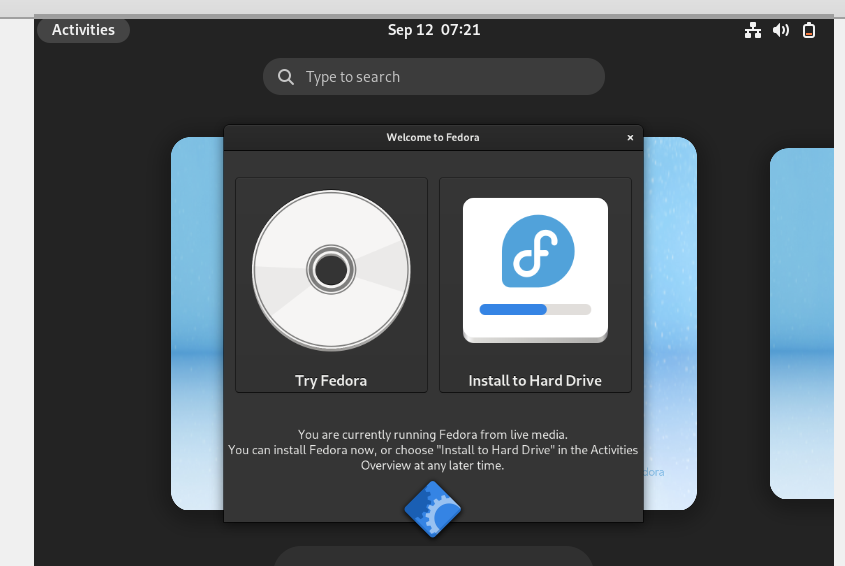 Activities
Sep 12 07:21
Type to search
Welcome to Fedora
Try Fedora
Install to Hard Drive
You are currently running Fedora from live media.
You can install Fedora now, or choose "Install to Hard Drive" in the Activities
Overview at any later time.
dora